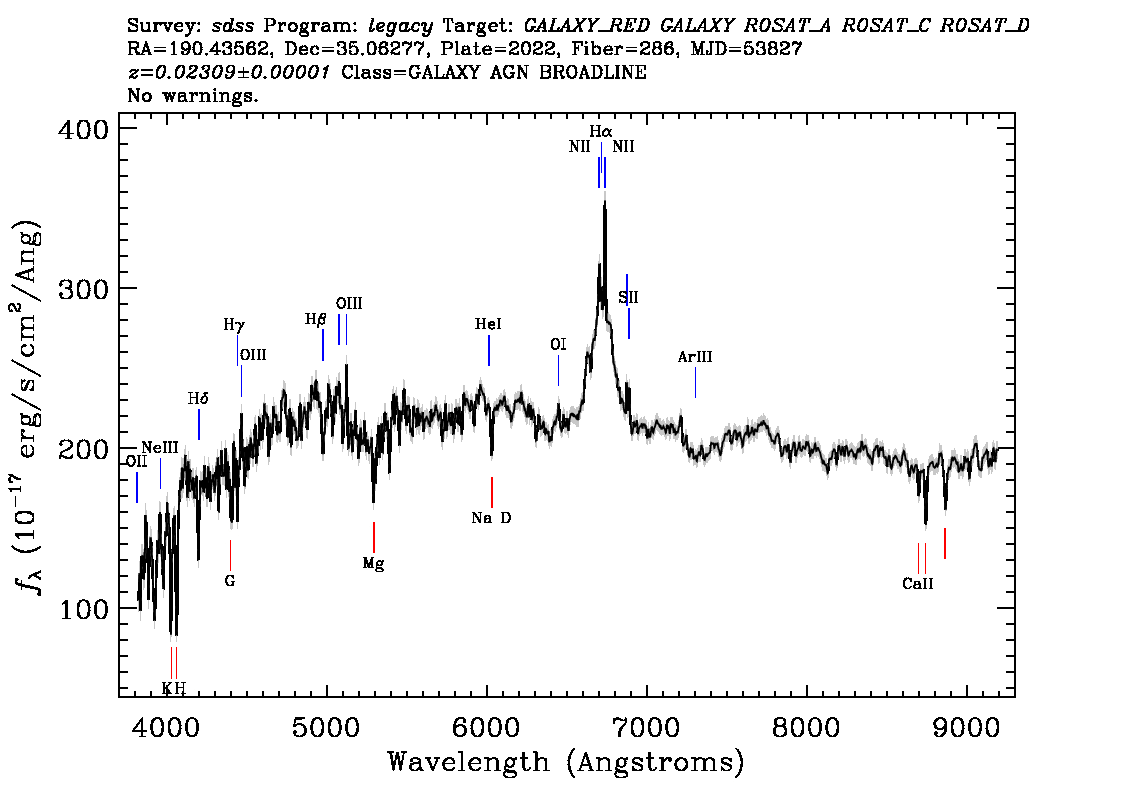 Survey: sdss Program: legacy Target: GALAXY_RED GALAXY ROSAT_A ROSAT_C ROSAT_D
RA=190.43562, Dec=35.06277, Plate=2022, Fiber=286, MJD=53827
z=0.02309±0.00001 Class=GALAXY AGN BROADLINE
No warnings.
400
300
200
100
f_λ (10^−17 erg/s/cm^2/Ang)
Hα
NII NII
SII
OIII
Hβ
Hγ
HeI
OI
OIII
ArIII
Hδ
NeIII
OII
Na D
Mg
G
CaII
K H
4000 5000 6000 7000 8000 9000
Wavelength (Angstroms)